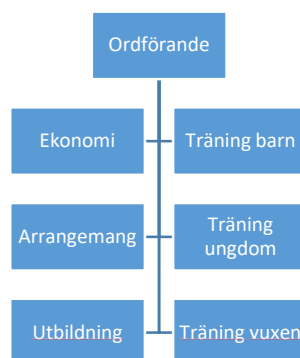 Ordförande
Ekonomi
Träning barn
Arrangemang
Träning
ungdom
Utbildning
Träning vuxen